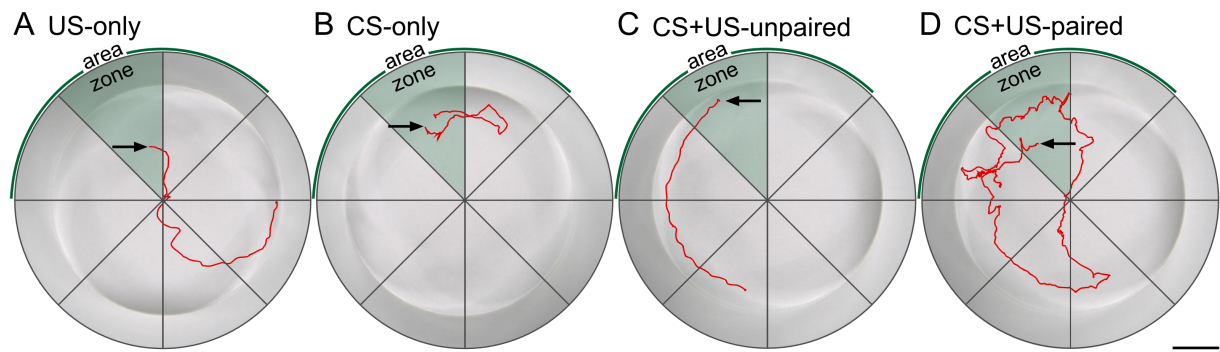 A US-only
area
zone
B CS-only
area
zone
C CS+US-unpaired
area
zone
D CS+US-paired
area
zone